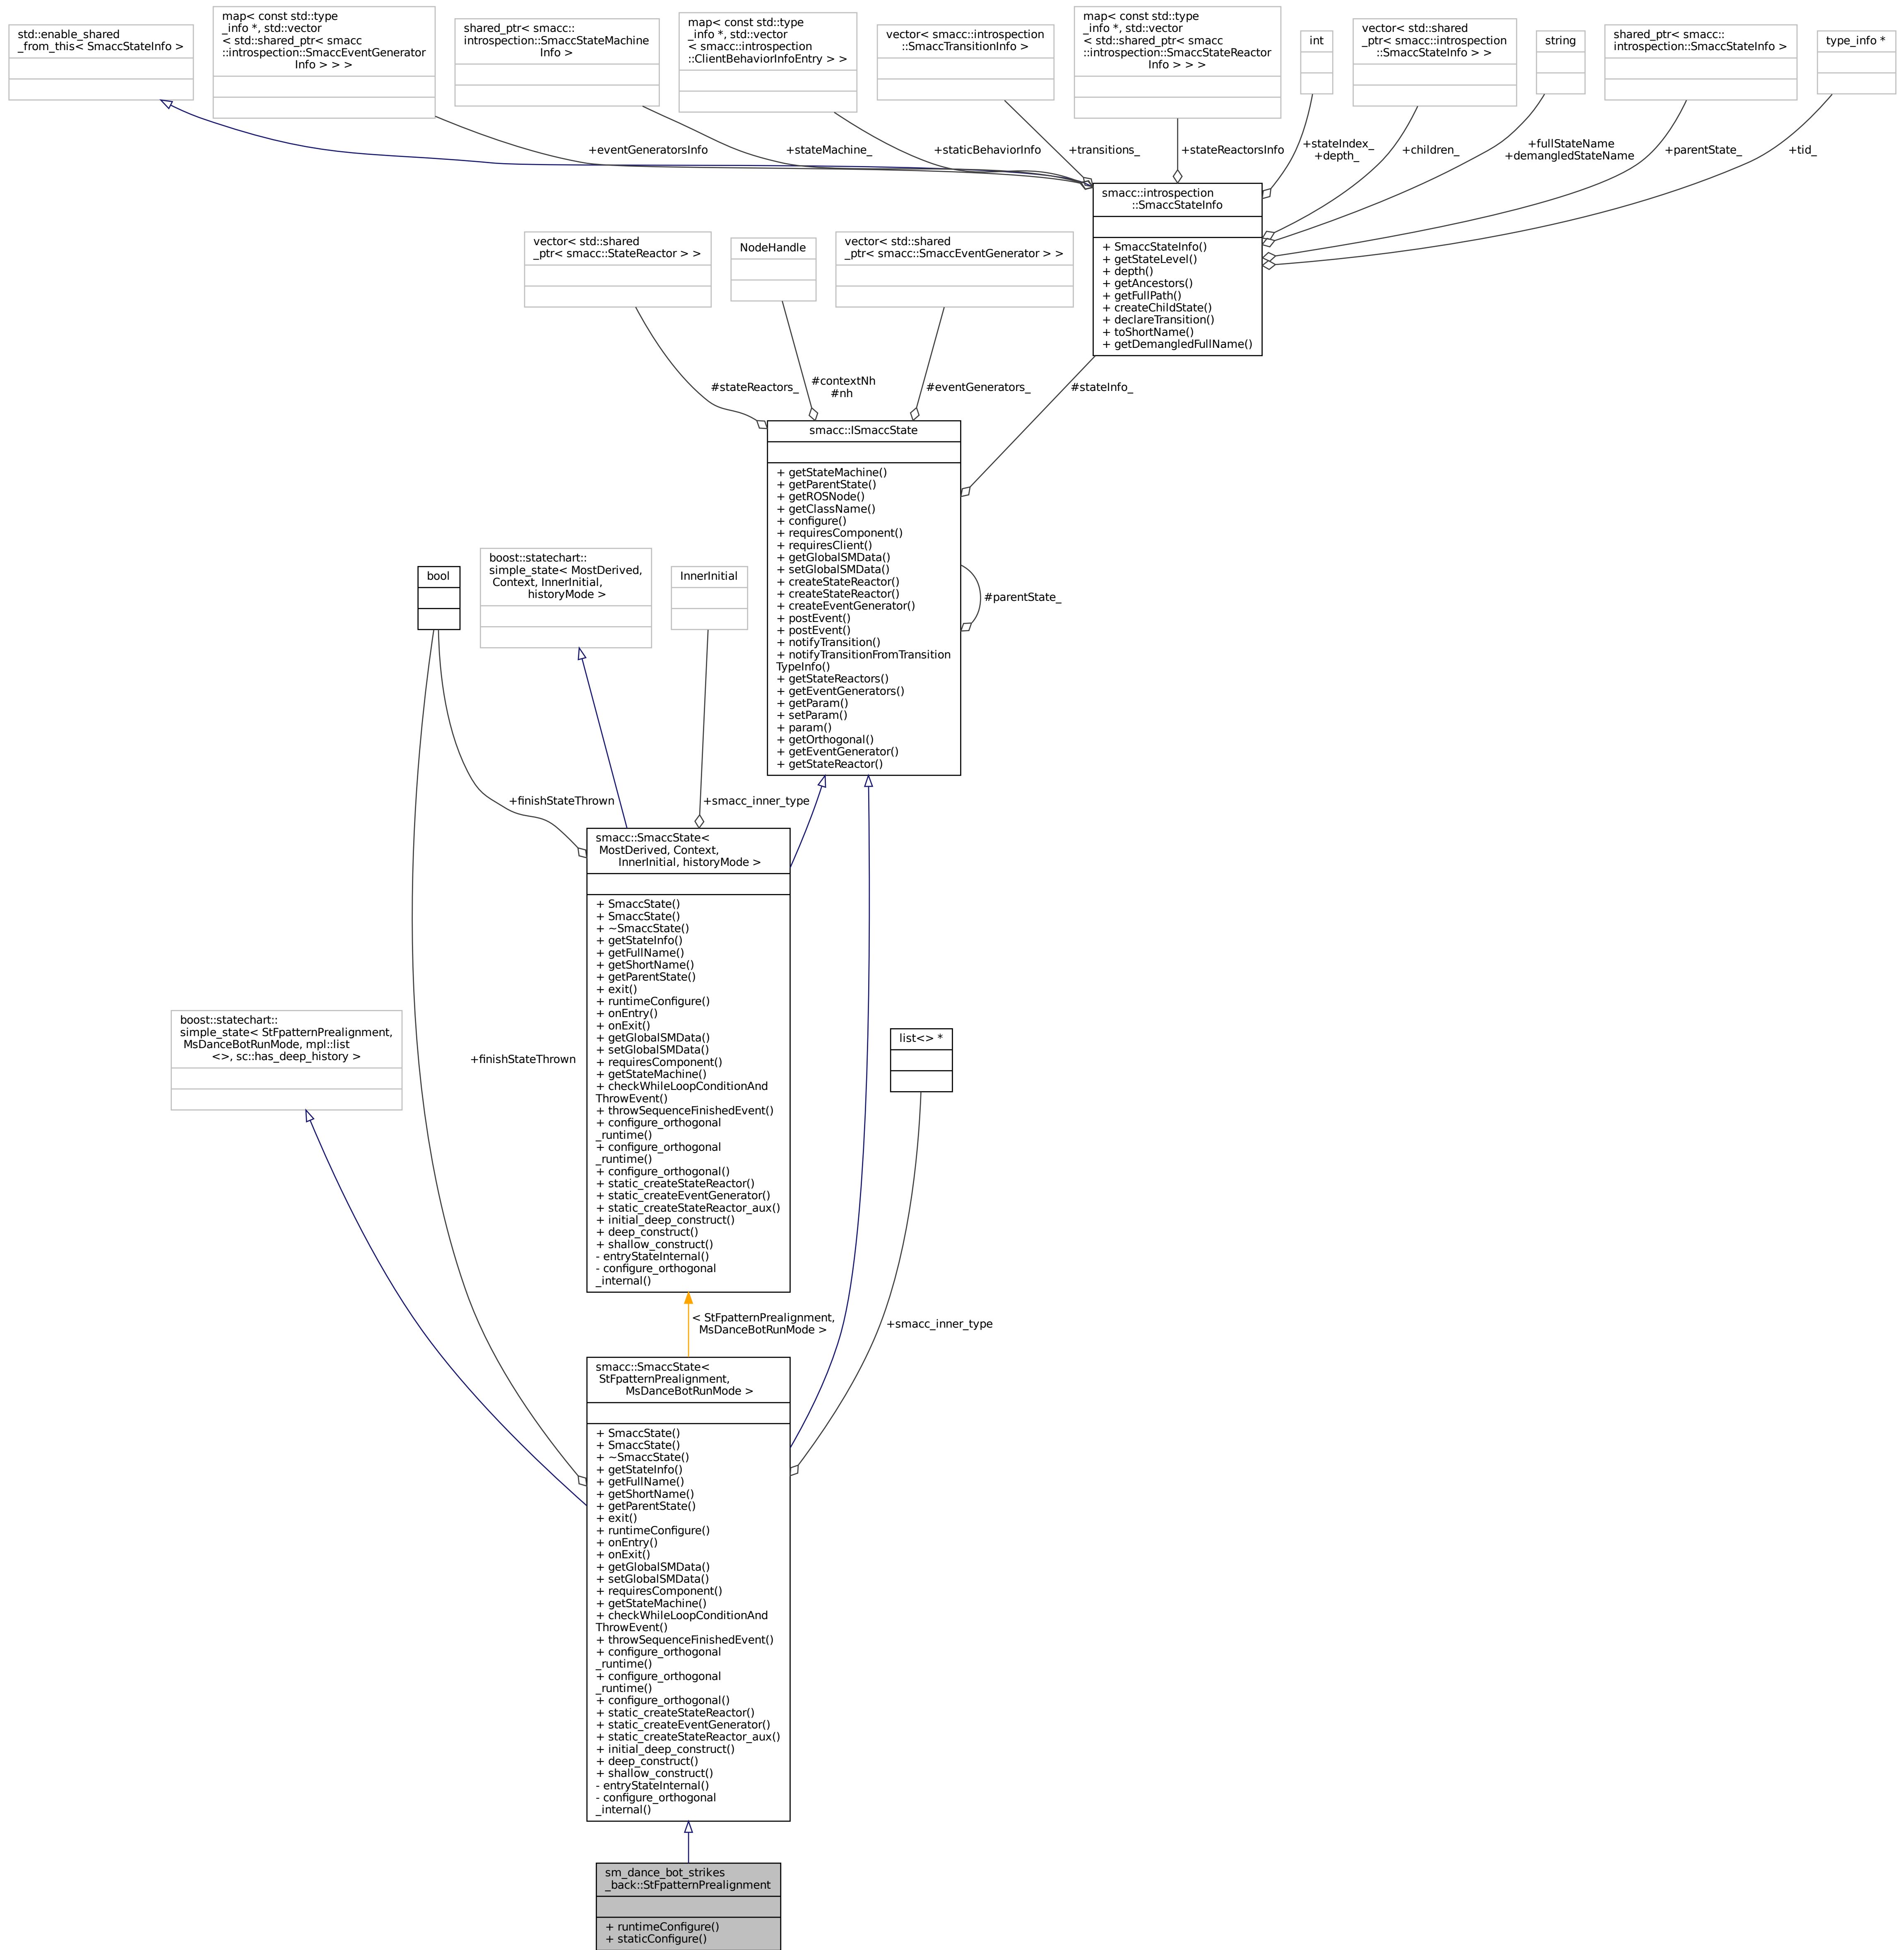 std::enable_shared
_from_this< SmaccStateInfo >
map< const std::type
_info *, std::vector
< std::shared_ptr< smacc
::introspection::SmaccEventGenerator
Info > > >
shared_ptr< smacc::
introspection::SmaccStateMachine
Info >
map< const std::type
_info *, std::vector
< smacc::introspection
::ClientBehaviorInfoEntry > >
vector< smacc::introspection
::SmaccTransitionInfo >
map< const std::type
_info *, std::vector
< std::shared_ptr< smacc
::introspection::SmaccStateReactor
Info > > >
int
vector< std::shared
_ptr< smacc::introspection
::SmaccStateInfo > >
string
shared_ptr< smacc::
introspection::SmaccStateInfo >
type_info *
+eventGeneratorsInfo
+stateMachine_
+staticBehaviorInfo
+transitions_
+stateReactorsInfo
+stateIndex_
+depth_
+children_
+fullStateName
+demangledStateName
+parentState_
+tid_
smacc::introspection
::SmaccStateInfo
+ SmaccStateInfo()
+ getStateLevel()
+ depth()
+ getAncestors()
+ getFullPath()
+ createChildState()
+ declareTransition()
+ toShortName()
+ getDemangledFullName()
vector< std::shared
_ptr< smacc::StateReactor > >
NodeHandle
vector< std::shared
_ptr< smacc::SmaccEventGenerator > >
#stateReactors_
#contextNh
#nh
#eventGenerators_
#stateInfo_
smacc::ISmaccState
+ getStateMachine()
+ getParentState()
+ getROSNode()
+ getClassName()
+ configure()
+ requiresComponent()
+ requiresClient()
+ getGlobalSMData()
+ setGlobalSMData()
+ createStateReactor()
+ createStateReactor()
+ createEventGenerator()
+ postEvent()
+ postEvent()
+ notifyTransition()
+ notifyTransitionFromTransition
TypeInfo()
+ getStateReactors()
+ getEventGenerators()
+ getParam()
+ setParam()
+ param()
+ getOrthogonal()
+ getEventGenerator()
+ getStateReactor()
#parentState_
bool
boost::statechart::
simple_state< MostDerived,
Context, InnerInitial,
historyMode >
InnerInitial
+finishStateThrown
+smacc_inner_type
smacc::SmaccState<
MostDerived, Context,
InnerInitial, historyMode >
+ SmaccState()
+ SmaccState()
+ ~SmaccState()
+ getStateInfo()
+ getFullName()
+ getShortName()
+ getParentState()
+ exit()
+ runtimeConfigure()
+ onEntry()
+ onExit()
+ getGlobalSMData()
+ setGlobalSMData()
+ requiresComponent()
+ getStateMachine()
+ checkWhileLoopConditionAnd
ThrowEvent()
+ throwSequenceFinishedEvent()
+ configure_orthogonal
_runtime()
+ configure_orthogonal
_runtime()
+ configure_orthogonal()
+ static_createStateReactor()
+ static_createEventGenerator()
+ static_createStateReactor_aux()
+ initial_deep_construct()
+ deep_construct()
+ shallow_construct()
- entryStateInternal()
- configure_orthogonal
_internal()
boost::statechart::
simple_state< StFpatternPrealignment,
MsDanceBotRunMode, mpl::list
<>, sc::has_deep_history >
+finishStateThrown
list<> *
< StFpatternPrealignment,
MsDanceBotRunMode >
+smacc_inner_type
smacc::SmaccState<
StFpatternPrealignment,
MsDanceBotRunMode >
+ SmaccState()
+ SmaccState()
+ ~SmaccState()
+ getStateInfo()
+ getFullName()
+ getShortName()
+ getParentState()
+ exit()
+ runtimeConfigure()
+ onEntry()
+ onExit()
+ getGlobalSMData()
+ setGlobalSMData()
+ requiresComponent()
+ getStateMachine()
+ checkWhileLoopConditionAnd
ThrowEvent()
+ throwSequenceFinishedEvent()
+ configure_orthogonal
_runtime()
+ configure_orthogonal
_runtime()
+ configure_orthogonal()
+ static_createStateReactor()
+ static_createEventGenerator()
+ static_createStateReactor_aux()
+ initial_deep_construct()
+ deep_construct()
+ shallow_construct()
- entryStateInternal()
- configure_orthogonal
_internal()
sm_dance_bot_strikes
_back::StFpatternPrealignment
+ runtimeConfigure()
+ staticConfigure()